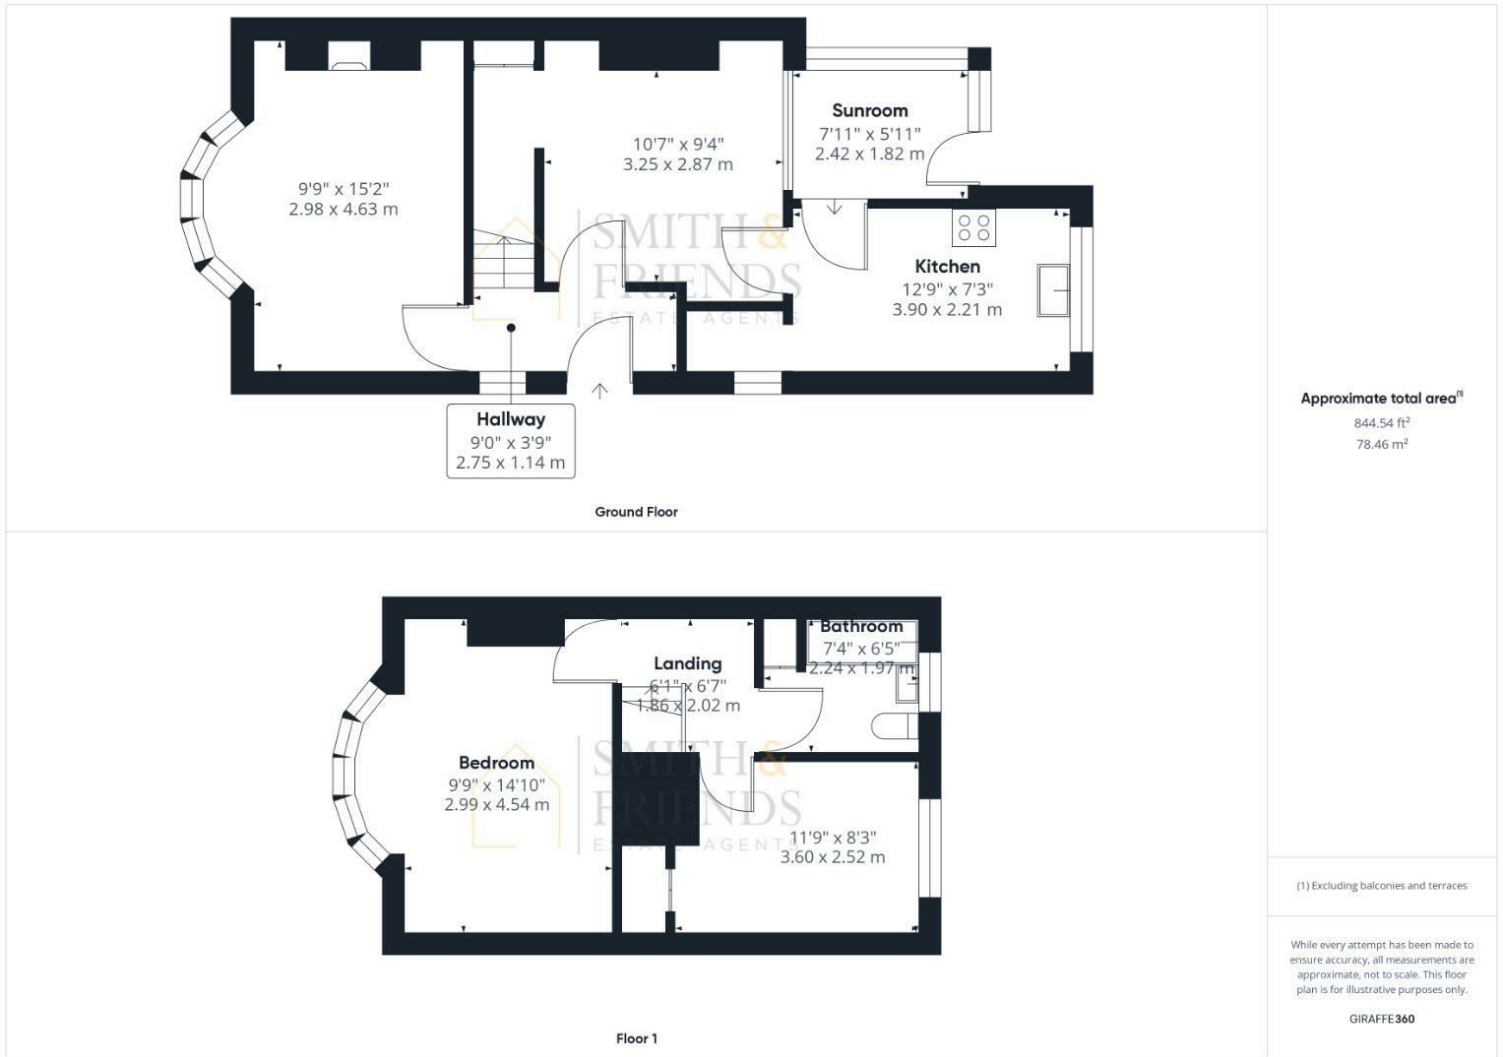 Sunroom
7'11" x 5'11"
2.42 x 1.82 m
10'7" x 9'4"
3.25 x 2.87 m
9'9" x 15'2"
2.98 x 4.63 m
SMITH &
FRIENDS
ESTATE AGENTS
Kitchen
12'9" x 7'3"
3.90 x 2.21 m
Hallway
9'0" x 3'9"
2.75 x 1.14 m
Ground Floor
Approximate total area(1)
844.54 ft²
78.46 m²
Bathroom
7'4" x 6'5"
2.24 x 1.97 m
Landing
6'1" x 6'7"
1.86 x 2.02 m
Bedroom
9'9" x 14'10"
2.99 x 4.54 m
SMITH &
FRIENDS
ESTATE AGENTS
11'9" x 8'3"
3.60 x 2.52 m
Floor 1
(1) Excluding balconies and terraces
While every attempt has been made to
ensure accuracy, all measurements are
approximate, not to scale. This floor
plan is for illustrative purposes only.
GIRAFFE360